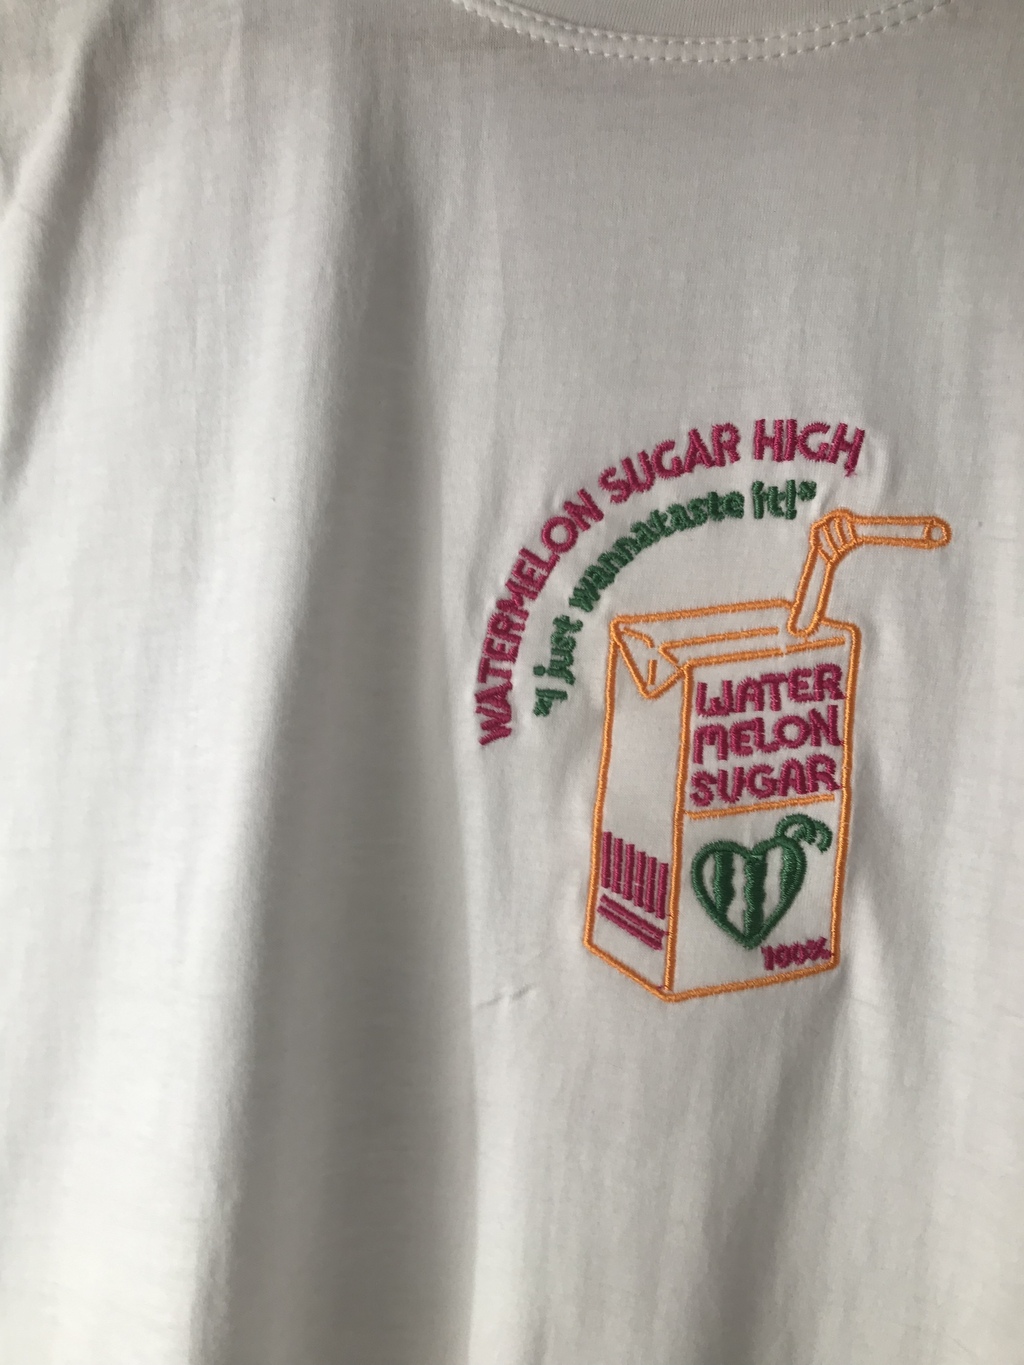 WATERMELON SUGAR HIGH
"I just wannataste it!"
WATER
MELON
SUGAR
100%